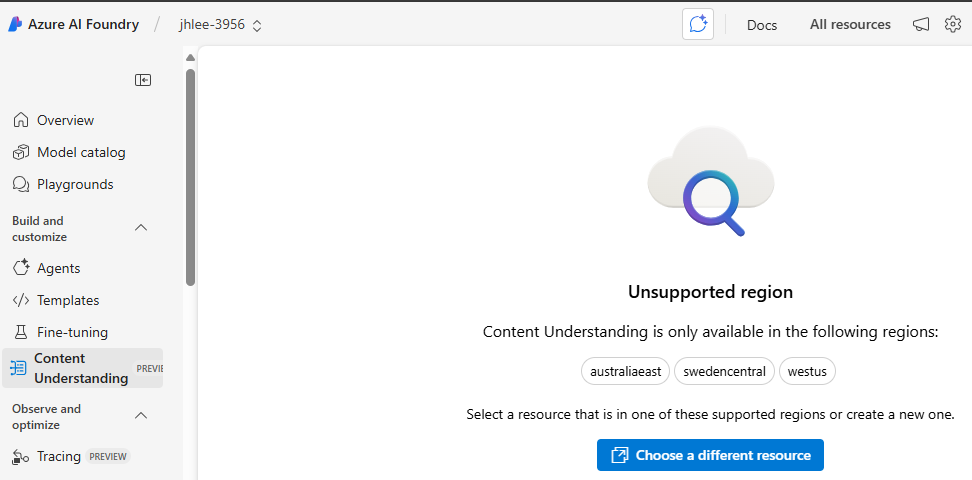 Azure AI Foundry / jhlee-3956 Docs All resources
Overview
Model catalog
Playgrounds
Build and
customize
Agents
Templates
Fine-tuning
Content
Understanding PREVIE
Observe and
optimize
Tracing PREVIEW
Unsupported region
Content Understanding is only available in the following regions:
australiaeast swedencentral westus
Select a resource that is in one of these supported regions or create a new one.
Choose a different resource